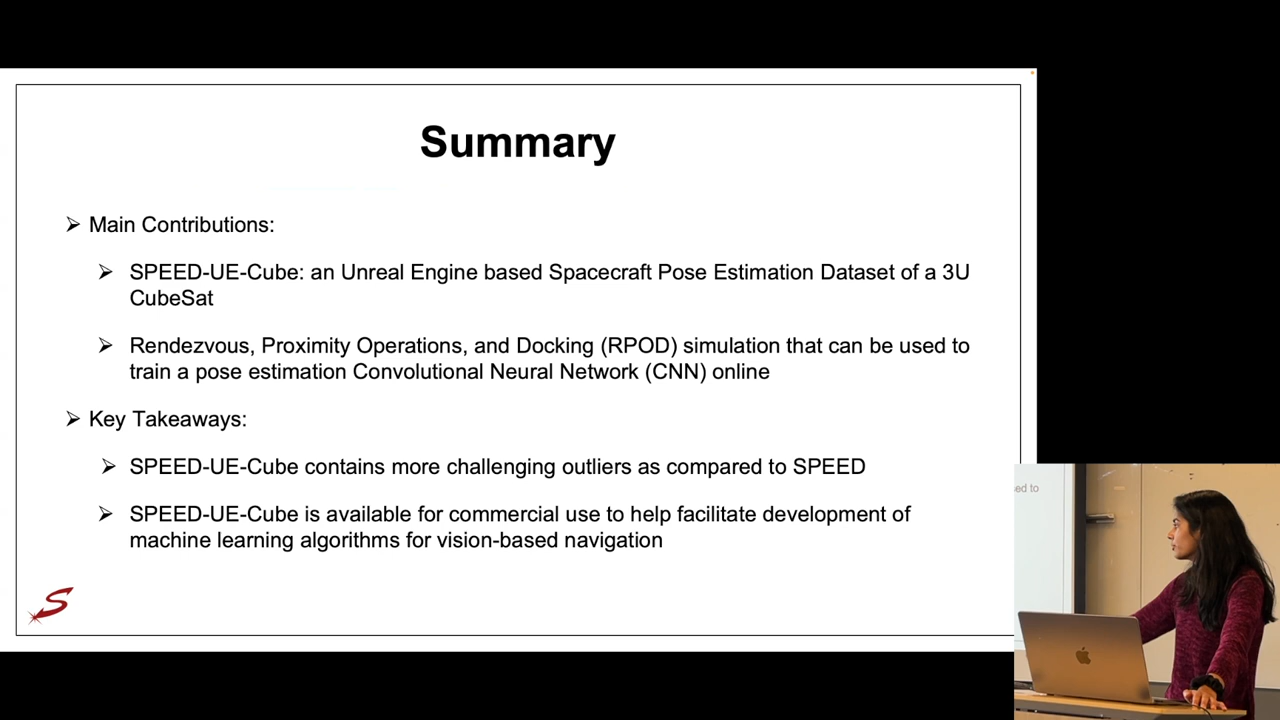 Summary
➢ Main Contributions:
➢ SPEED-UE-Cube: an Unreal Engine based Spacecraft Pose Estimation Dataset of a 3U
CubeSat
➢ Rendezvous, Proximity Operations, and Docking (RPOD) simulation that can be used to
train a pose estimation Convolutional Neural Network (CNN) online
➢ Key Takeaways:
➢ SPEED-UE-Cube contains more challenging outliers as compared to SPEED
➢ SPEED-UE-Cube is available for commercial use to help facilitate development of
machine learning algorithms for vision-based navigation
S
to